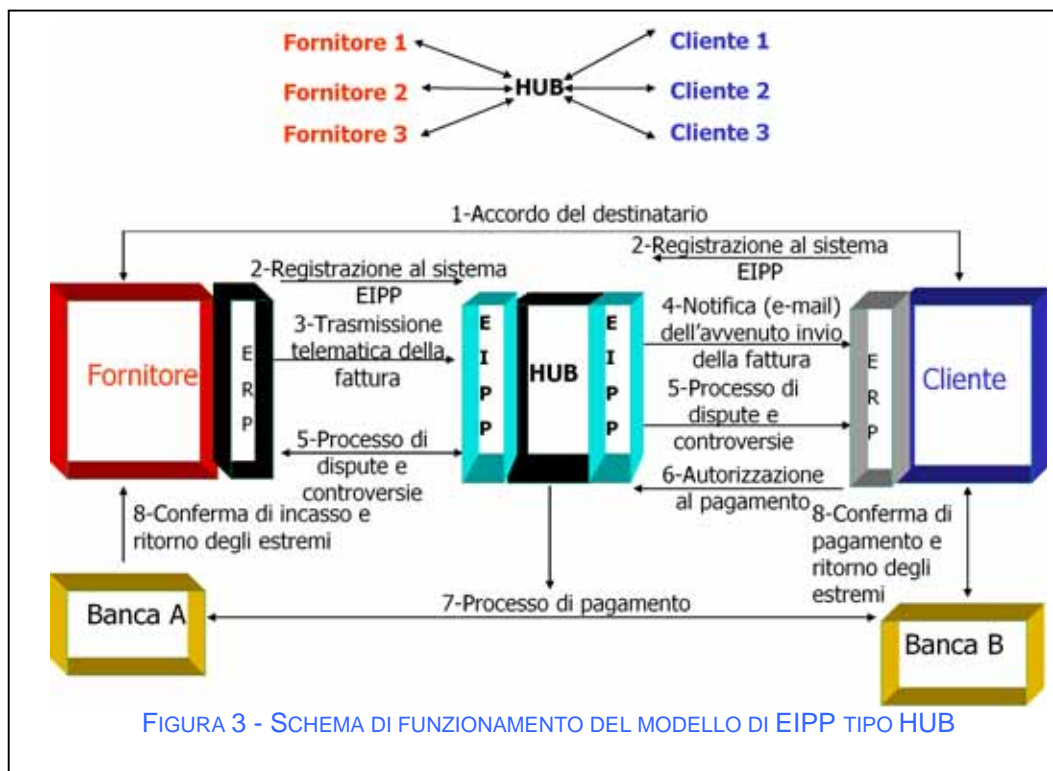 Fornitore 1
Cliente 1
Fornitore 2
HUB
Cliente 2
Fornitore 3
Cliente 3
1-Accordo del destinatario
2-Registrazione al sistema
EIPP
2-Registrazione al sistema
EIPP
Fornitore
E
R
P
3-Trasmissione
telematica della
fattura
5-Processo di
dispute e
controversie
E
I
P
P
HUB
E
I
P
P
4-Notifica (e-mail)
dell'avvenuto invio
della fattura
5-Processo di
dispute e
controversie
6-Autorizzazione
al pagamento
E
R
P
Cliente
8-Conferma di incasso e
ritorno degli estremi
8-Conferma di
pagamento e
ritorno degli
estremi
Banca A
7-Processo di pagamento
Banca B
FIGURA 3 - SCHEMA DI FUNZIONAMENTO DEL MODELLO DI EIPP TIPO HUB